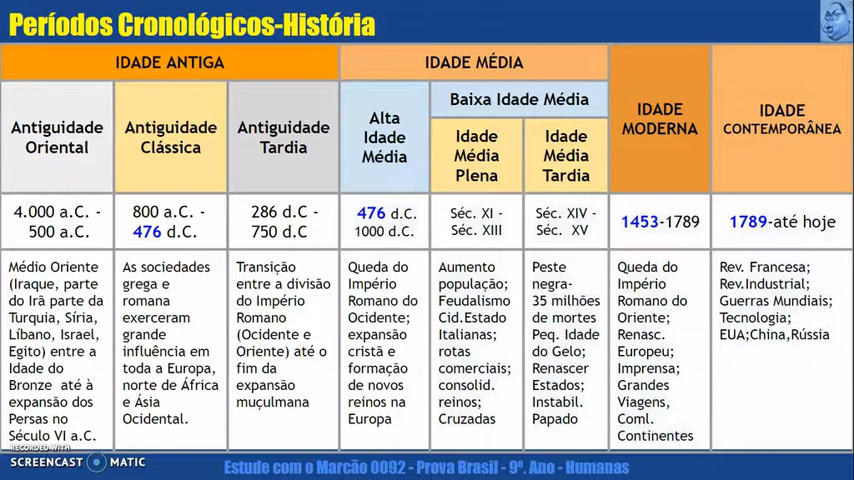 Períodos Cronológicos-História
IDADE ANTIGA
IDADE MÉDIA
IDADE
MODERNA
IDADE
CONTEMPORÂNEA
Antiguidade
Oriental
Antiguidade
Clássica
Antiguidade
Tardia
Alta
Idade
Média
Baixa Idade Média
Idade
Média
Plena
Idade
Média
Tardia
4.000 a.C. -
500 a.C.
800 a.C. -
476 d.C.
286 d.C -
750 d.C
476 d.C.
1000 d.C.
Séc. XI -
Séc. XIII
Séc. XIV -
Séc. XV
1453-1789
1789-até hoje
Médio Oriente
(Iraque, parte
do Irã parte da
Turquia, Síria,
Líbano, Israel,
Egito) entre a
Idade do
Bronze até à
expansão dos
Persas no
Século VI a.C.
As sociedades
grega e
romana
exerceram
grande
influência em
toda a Europa,
norte de África
e Ásia
Ocidental.
Transição
entre a divisão
do Império
Romano
(Ocidente e
Oriente) até o
fim da
expansão
muçulmana
Queda do
Império
Romano do
Ocidente;
expansão
cristã e
formação
de novos
reinos na
Europa
Aumento
população;
Feudalismo
Cid.Estado
Italianas;
rotas
comerciais;
consolid.
reinos;
Cruzadas
Peste
negra-
35 milhões
de mortes
Peq. Idade
do Gelo;
Renascer
Estados;
Instabil.
Papado
Queda do
Império
Romano do
Oriente;
Renasc.
Europeu;
Imprensa;
Grandes
Viagens,
Coml.
Continentes
Rev. Francesa;
Rev.Industrial;
Guerras Mundiais;
Tecnologia;
EUA;China,Rússia
RECORDED WITH
SCREENCAST MATIC
Estude com o Marcão 0092 - Prova Brasil - 9º. Ano - Humanas